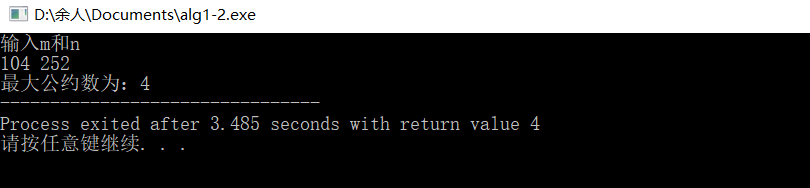 D:\余人\Documents\alg1-2.exe
输入m和n
104 252
最大公约数为：4
--------------------------------
Process exited after 3.485 seconds with return value 4
请按任意键继续. . .